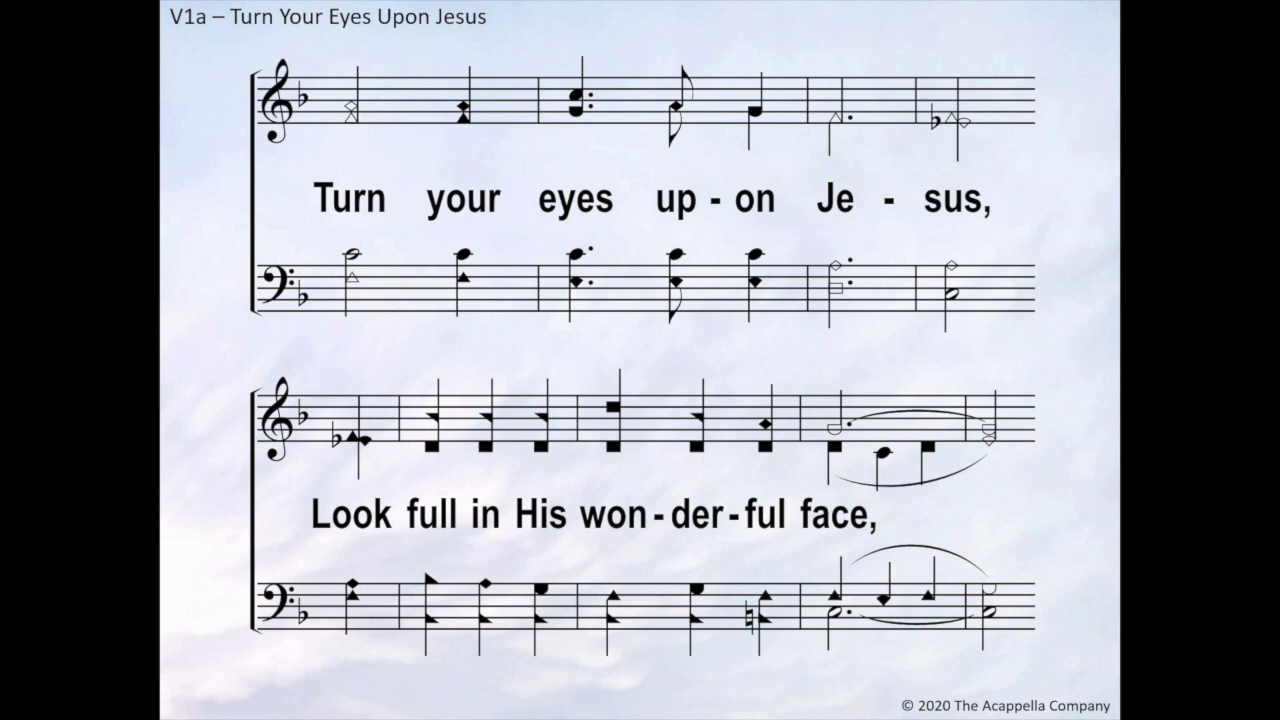 V1a – Turn Your Eyes Upon Jesus
Turn your eyes up - on Je - sus,
Look full in His won - der - ful face,
© 2020 The Acappella Company